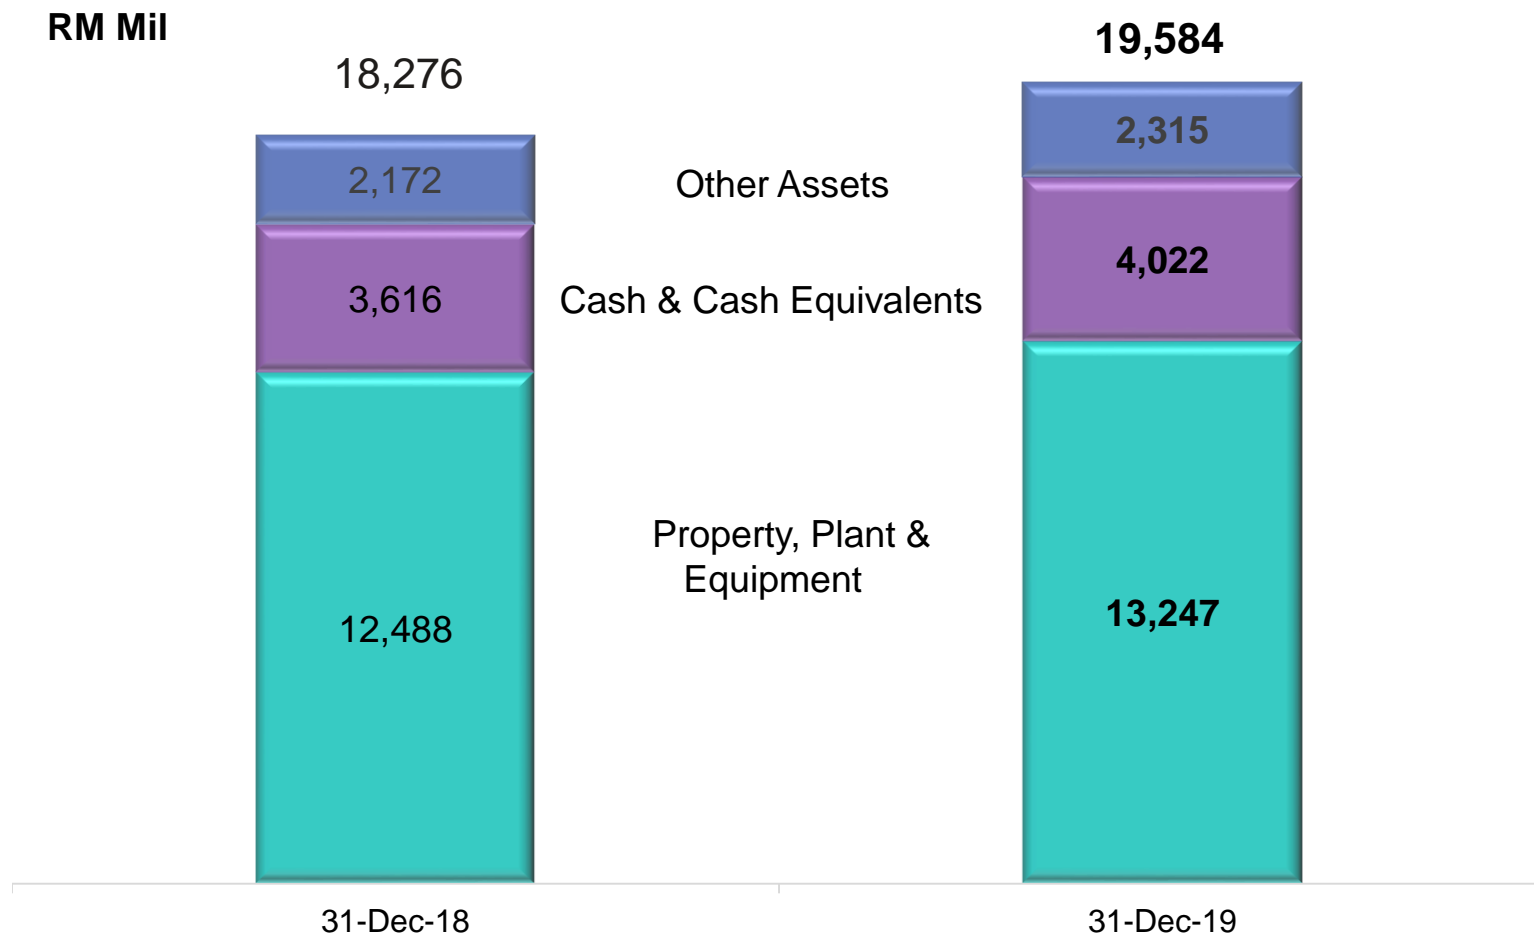 RM Mil
18,276
19,584
2,172
Other Assets
2,315
3,616
Cash & Cash Equivalents
4,022
12,488
Property, Plant &
Equipment
13,247
31-Dec-18
31-Dec-19